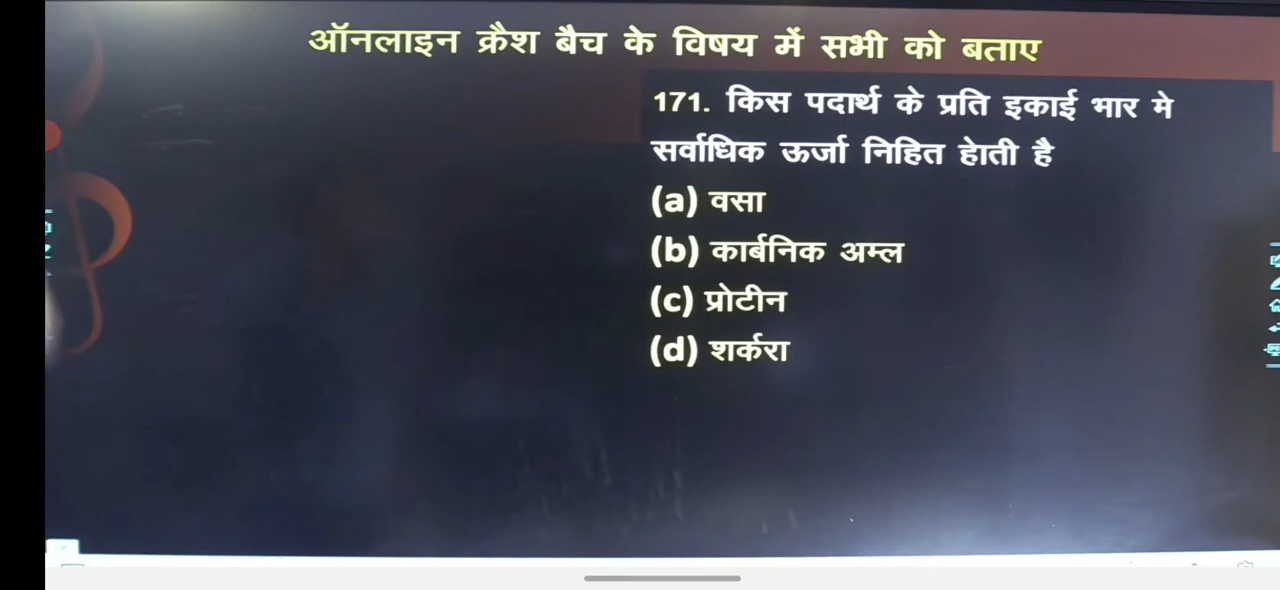 ऑनलाइन क्रैश बैच के विषय में सभी को बताए
171. किस पदार्थ के प्रति इकाई भार मे
सर्वाधिक ऊर्जा निहित हेाती है
(a) वसा
(b) कार्बनिक अम्ल
(c) प्रोटीन
(d) शर्करा